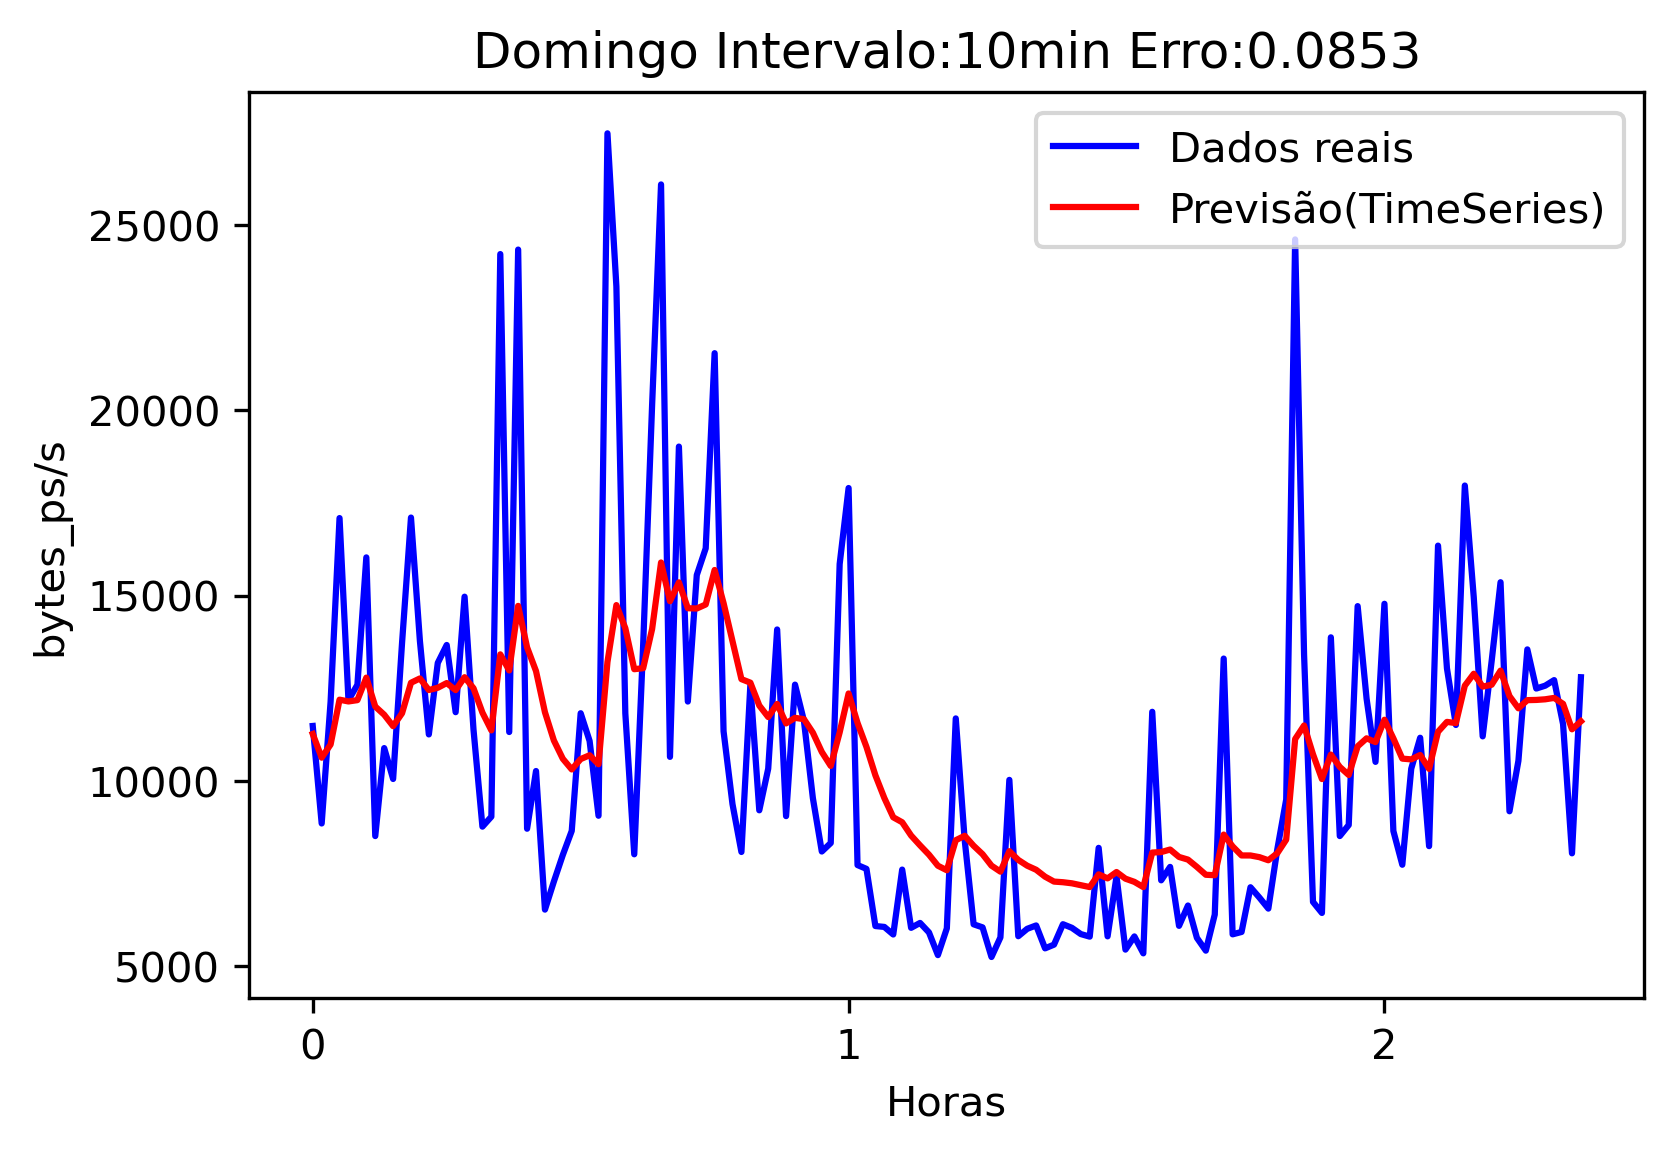 Domingo Intervalo:10min Erro:0.0853
Dados reais
Previsão(TimeSeries)
25000
20000
15000
10000
5000
bytes_ps/s
0 1 2
Horas